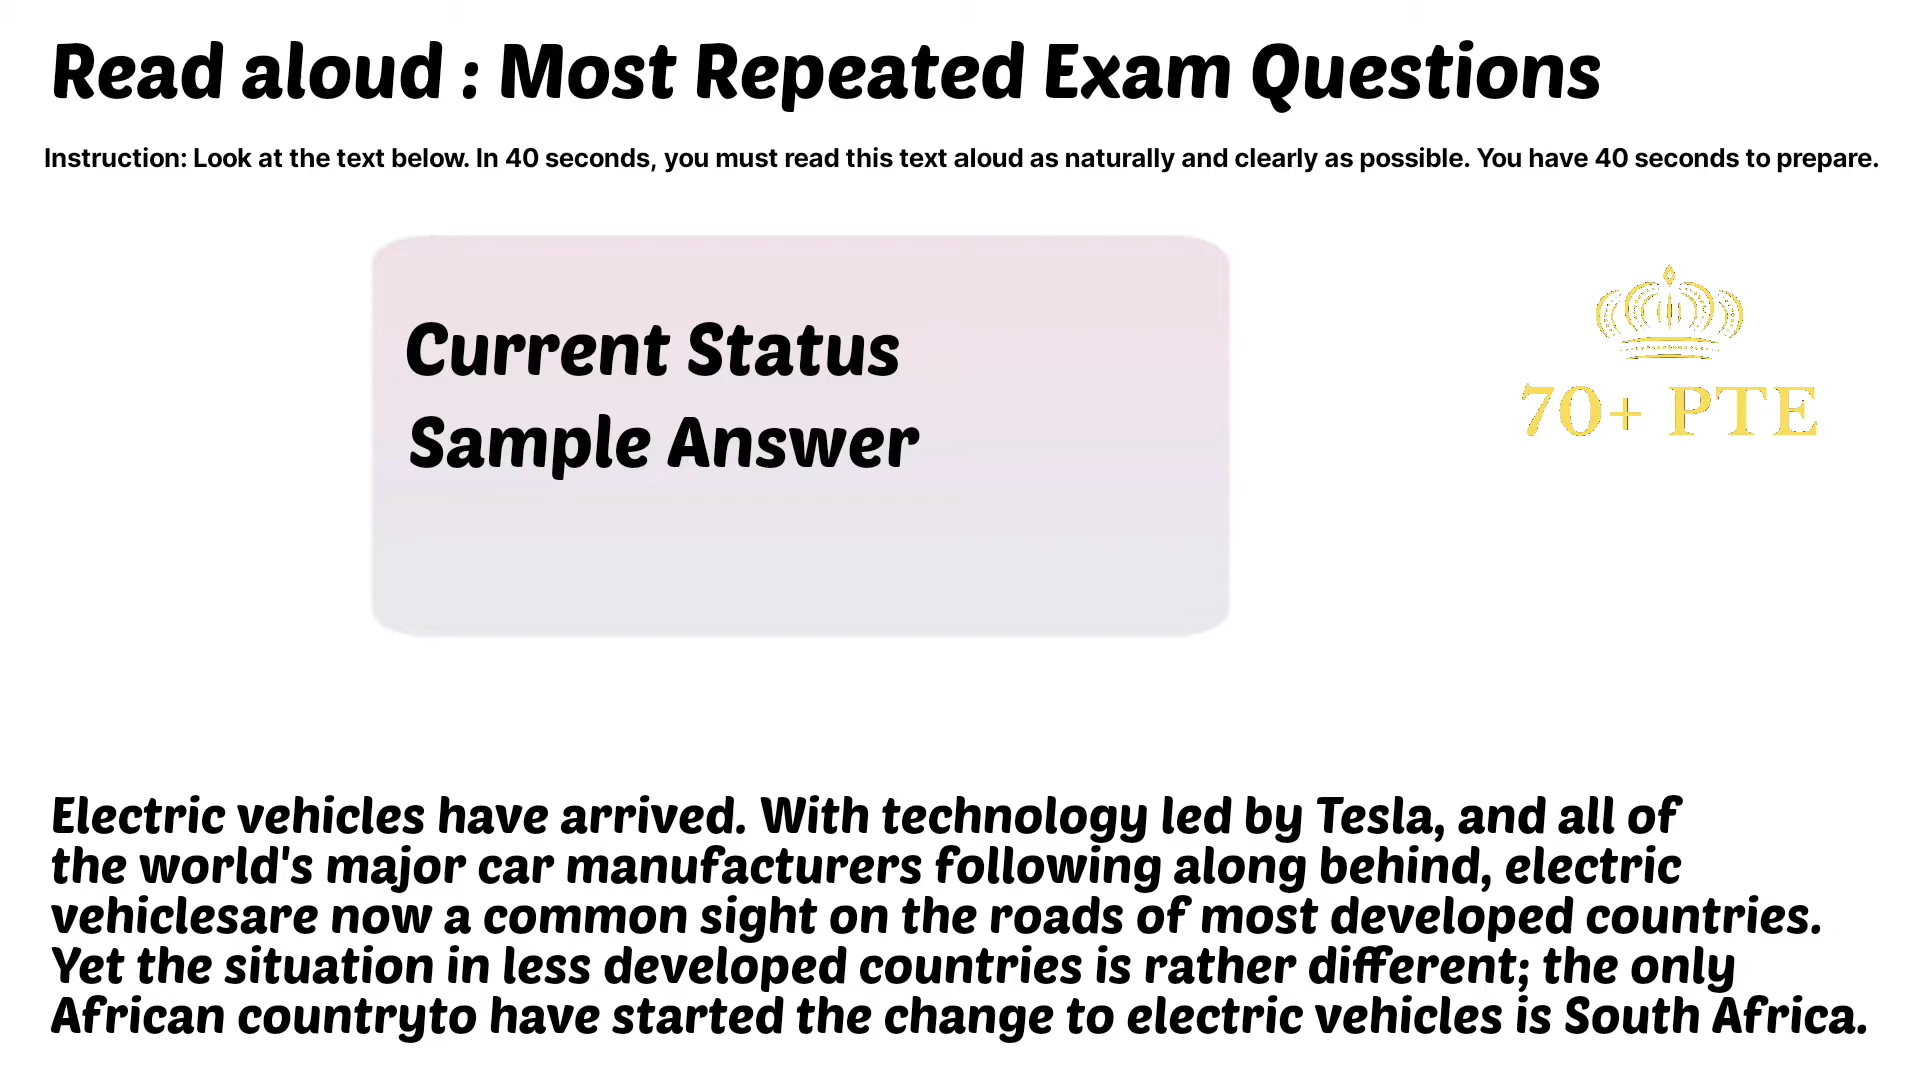 Read aloud : Most Repeated Exam Questions
Instruction: Look at the text below. In 40 seconds, you must read this text aloud as naturally and clearly as possible. You have 40 seconds to prepare.
Current Status
Sample Answer
70+ PTE
Electric vehicles have arrived. With technology led by Tesla, and all of
the world's major car manufacturers following along behind, electric
vehiclesare now a common sight on the roads of most developed countries.
Yet the situation in less developed countries is rather different; the only
African countryto have started the change to electric vehicles is South Africa.